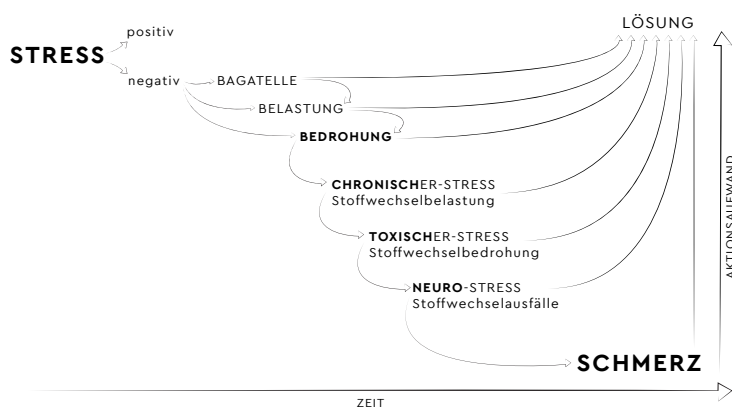 LÖSUNG
STRESS
positiv
negativ
BAGATELLE
BELASTUNG
BEDROHUNG
CHRONISCHER-STRESS
Stoffwechselbelastung
TOXISCHER-STRESS
Stoffwechselbedrohung
NEURO-STRESS
Stoffwechselausfälle
SCHMERZ
AKTIONSAUFWAND
ZEIT